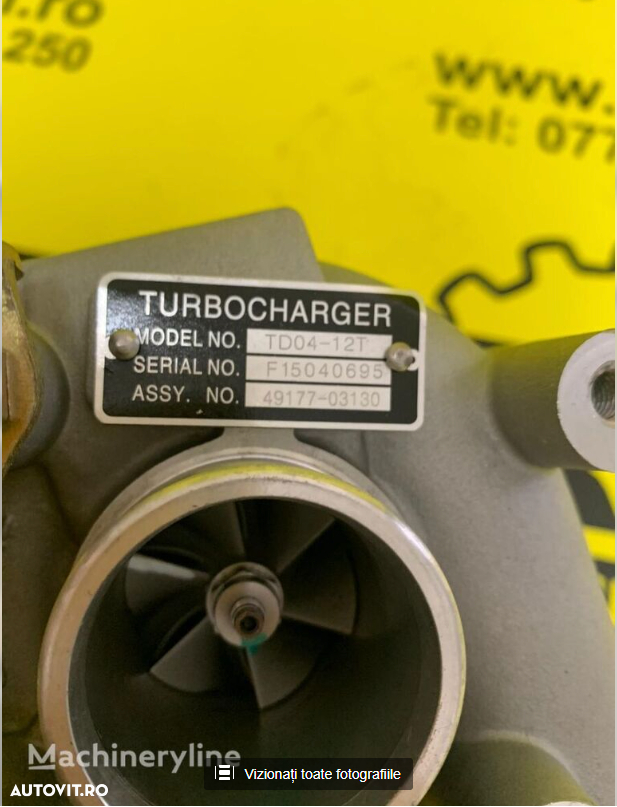 .ro
.250
www.
Tel: 077
TURBOCHARGER
MODEL NO. TD04-12T
SERIAL NO. F15040695
ASSY. NO. 49177-03130
Machineryline
Vizionați toate fotografiile
AUTOVIT.RO